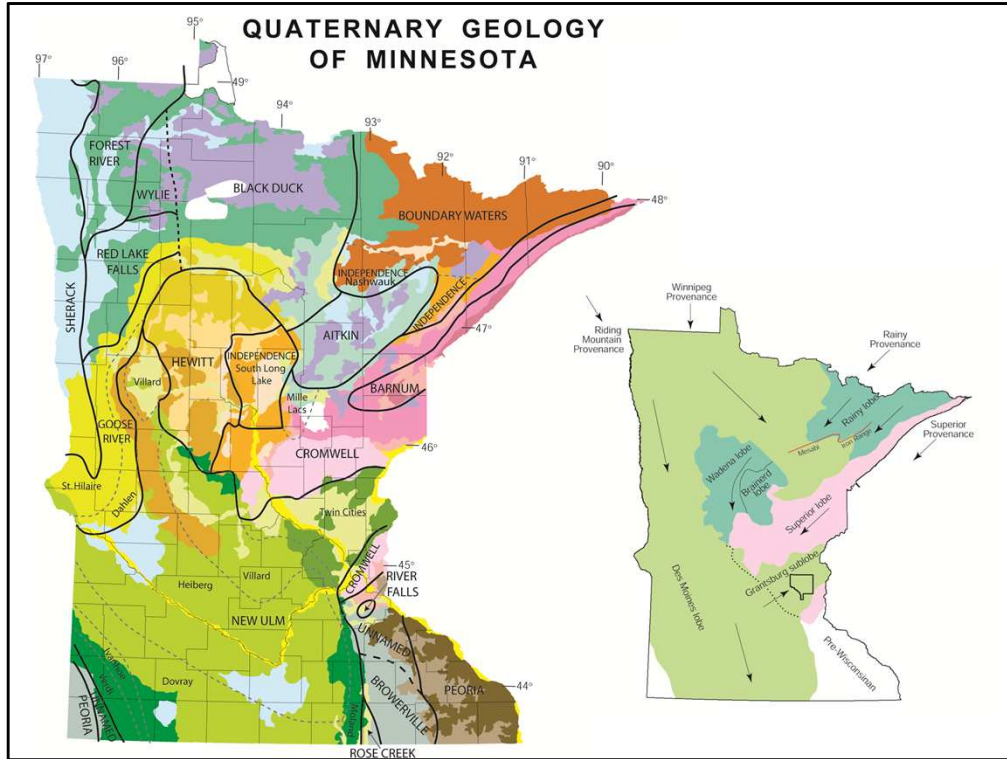 QUATERNARY GEOLOGY
OF MINNESOTA
95°
97°
96°
49°
94°
93°
92°
91°
90°
48°
FOREST
RIVER
WYLIE
BLACK DUCK
BOUNDARY WATERS
RED LAKE
FALLS
INDEPENDENCE
Nashwauk
INDEPENDENCE
SHERACK
AITKIN
47°
HEWITT
INDEPENDENCE
South Long
Lake
Villard
Mille
Lacs
BARNUM
GOOSE
RIVER
46°
CROMWELL
St. Hilaire
Dahlen
Twin Cities
45°
CROMWELL
RIVER
FALLS
Heiberg
Villard
NEW ULM
UNNAMED
Ivanhoe
Verdi
Dovray
44°
UNNAMED
PEORIA
PEORIA
BROWERVILLE
Moland
ROSE CREEK
Winnipeg
Provenance
Riding
Mountain
Provenance
Rainy
Provenance
Rainy lobe
Superior
Provenance
Mesabi
Iron Range
Wadena lobe
Brainerd
lobe
Superior lobe
Grantsburg sublobe
Des Moines lobe
Pre-Wisconsinan